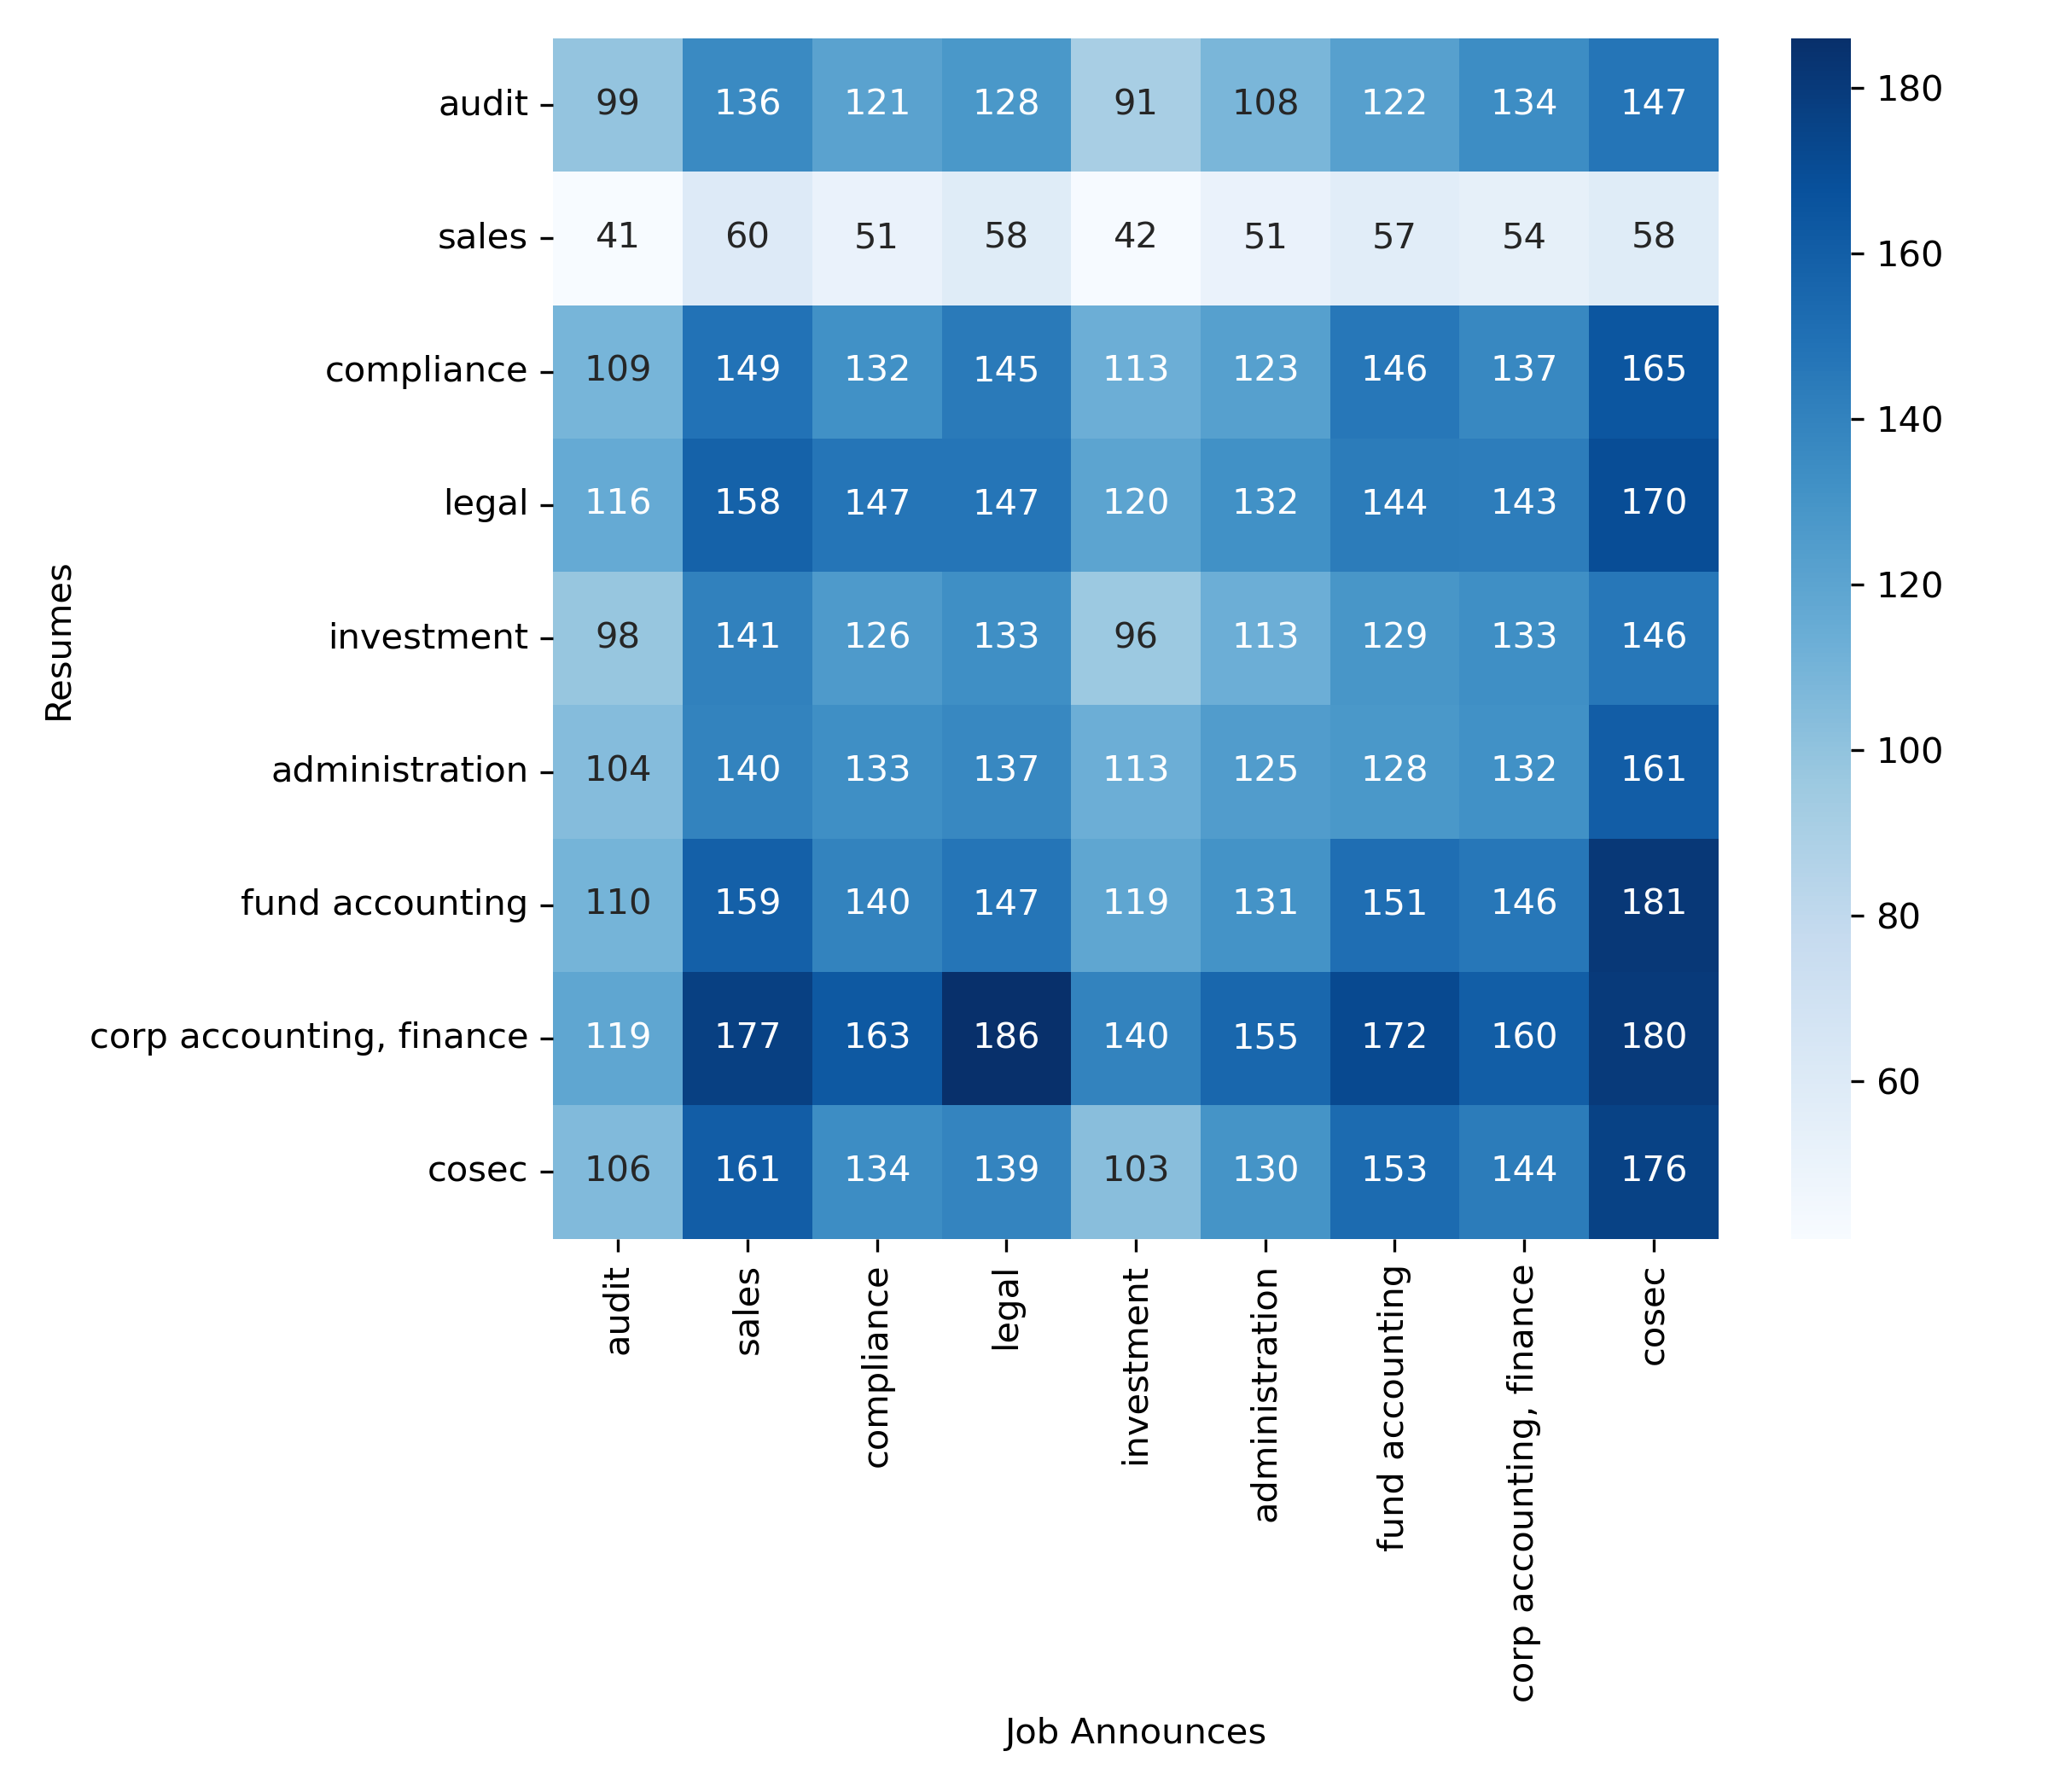 audit 99 136 121 128 91 108 122 134 147
sales 41 60 51 58 42 51 57 54 58
compliance 109 149 132 145 113 123 146 137 165
legal 116 158 147 147 120 132 144 143 170
investment 98 141 126 133 96 113 129 133 146
administration 104 140 133 137 113 125 128 132 161
fund accounting 110 159 140 147 119 131 151 146 181
corp accounting, finance 119 177 163 186 140 155 172 160 180
cosec 106 161 134 139 103 130 153 144 176
Resumes
audit
sales
compliance
legal
investment
administration
fund accounting
corp accounting, finance
cosec
Job Announces
180
160
140
120
100
80
60